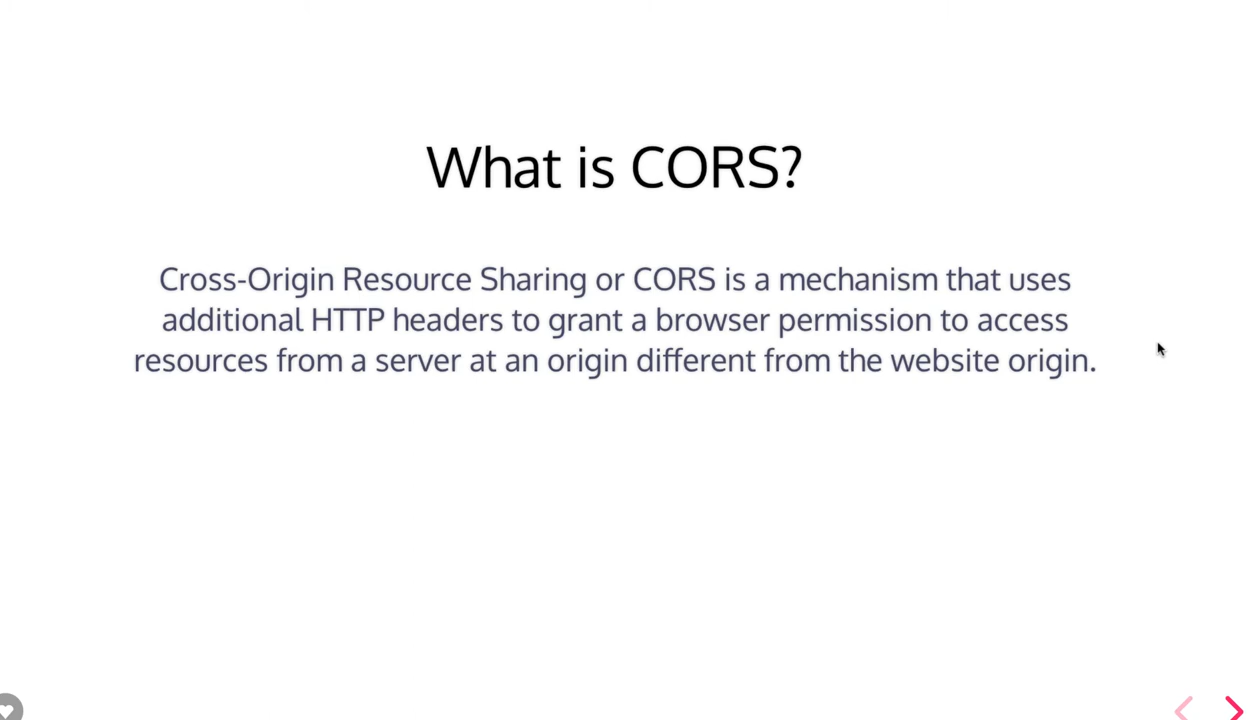 What is CORS?
Cross-Origin Resource Sharing or CORS is a mechanism that uses
additional HTTP headers to grant a browser permission to access
resources from a server at an origin different from the website origin.